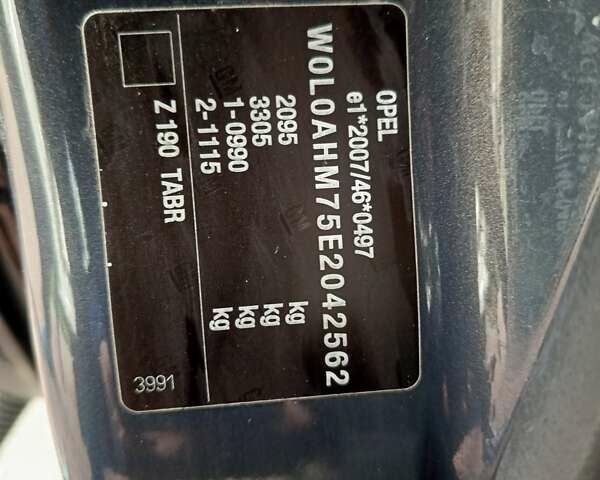 OPEL
e1*2007/46*0497
W0L0AHM75E2042562
2095 kg
3305 kg
1-0990 kg
2-1115 kg
Z 190 TABR
3991